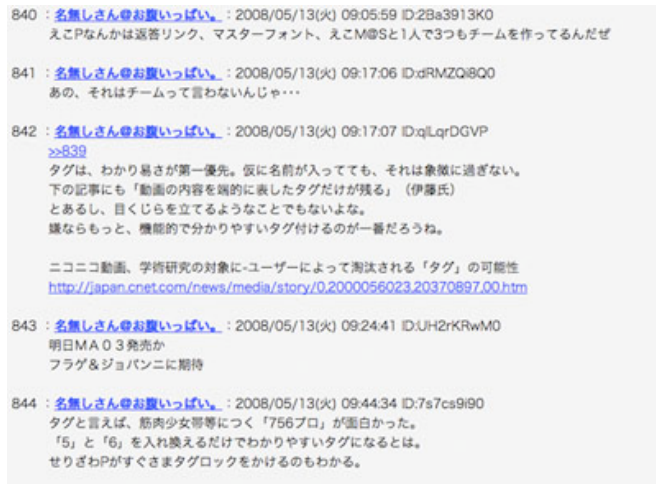 840 ：名無しさん＠お腹いっぱい。：2008/05/13(火) 09:05:59 ID:2Ba3913K0
えこPなんかは返答リンク、マスターフォント、えこM@Sと1人で3つもチームを作ってるんだぜ
841 ：名無しさん＠お腹いっぱい。：2008/05/13(火) 09:17:06 ID:dRMZQi8Q0
あの、それはチームって言わないんじゃ･･･
842 ：名無しさん＠お腹いっぱい。：2008/05/13(火) 09:17:07 ID:qlLqrDGVP
>>839
タグは、わかり易さが第一優先。仮に名前が入ってても、それは象徴に過ぎない。
下の記事にも「動画の内容を端的に表したタグだけが残る」（伊藤氏）
とあるし、目くじらを立てるようなことでもないよな。
嫌ならもっと、機能的で分かりやすいタグ付けるのが一番だろうね。
ニコニコ動画、学術研究の対象に-ユーザーによって淘汰される「タグ」の可能性
http://japan.cnet.com/news/media/story/0,2000056023,20370897,00.htm
843 ：名無しさん＠お腹いっぱい。：2008/05/13(火) 09:24:41 ID:UH2rKRwM0
明日MA０３発売か
フラゲ＆ジョバンニに期待
844 ：名無しさん＠お腹いっぱい。：2008/05/13(火) 09:44:34 ID:7s7cs9i90
タグと言えば、筋肉少女帯等につく「756プロ」が面白かった。
「5」と「6」を入れ換えるだけでわかりやすいタグになるとは。
せりざわPがすぐさまタグロックをかけるのもわかる。